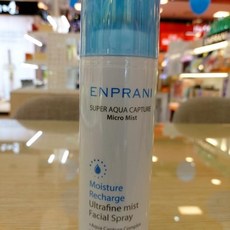 ENPRANI
SUPER AQUA CAPTURE
Micro Mist
Moisture
Recharge
Ultrafine mist
Facial Spray